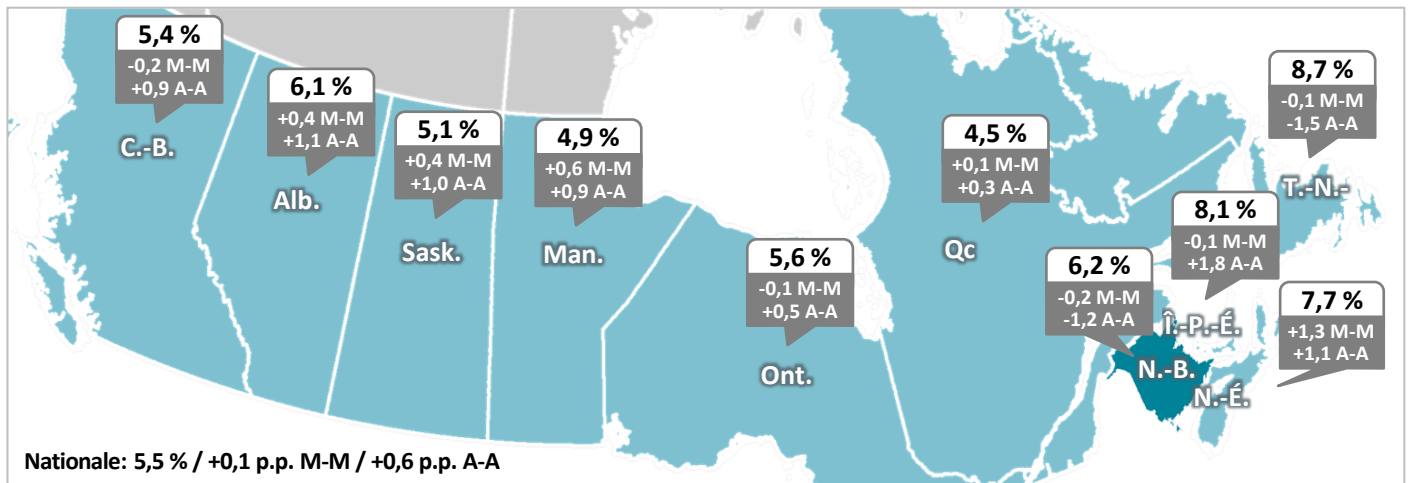 5,4 %
-0,2 M-M
+0,9 A-A
C.-B.
6,1 %
+0,4 M-M
+1,1 A-A
Alb.
5,1 %
+0,4 M-M
+1,0 A-A
Sask.
4,9 %
+0,6 M-M
+0,9 A-A
Man.
5,6 %
-0,1 M-M
+0,5 A-A
Ont.
4,5 %
+0,1 M-M
+0,3 A-A
Qc
8,7 %
-0,1 M-M
-1,5 A-A
T.-N.-
8,1 %
-0,1 M-M
+1,8 A-A
Î.-P.-É.
6,2 %
-0,2 M-M
-1,2 A-A
N.-B.
7,7 %
+1,3 M-M
+1,1 A-A
N.-É.
Nationale: 5,5 % / +0,1 p.p. M-M / +0,6 p.p. A-A